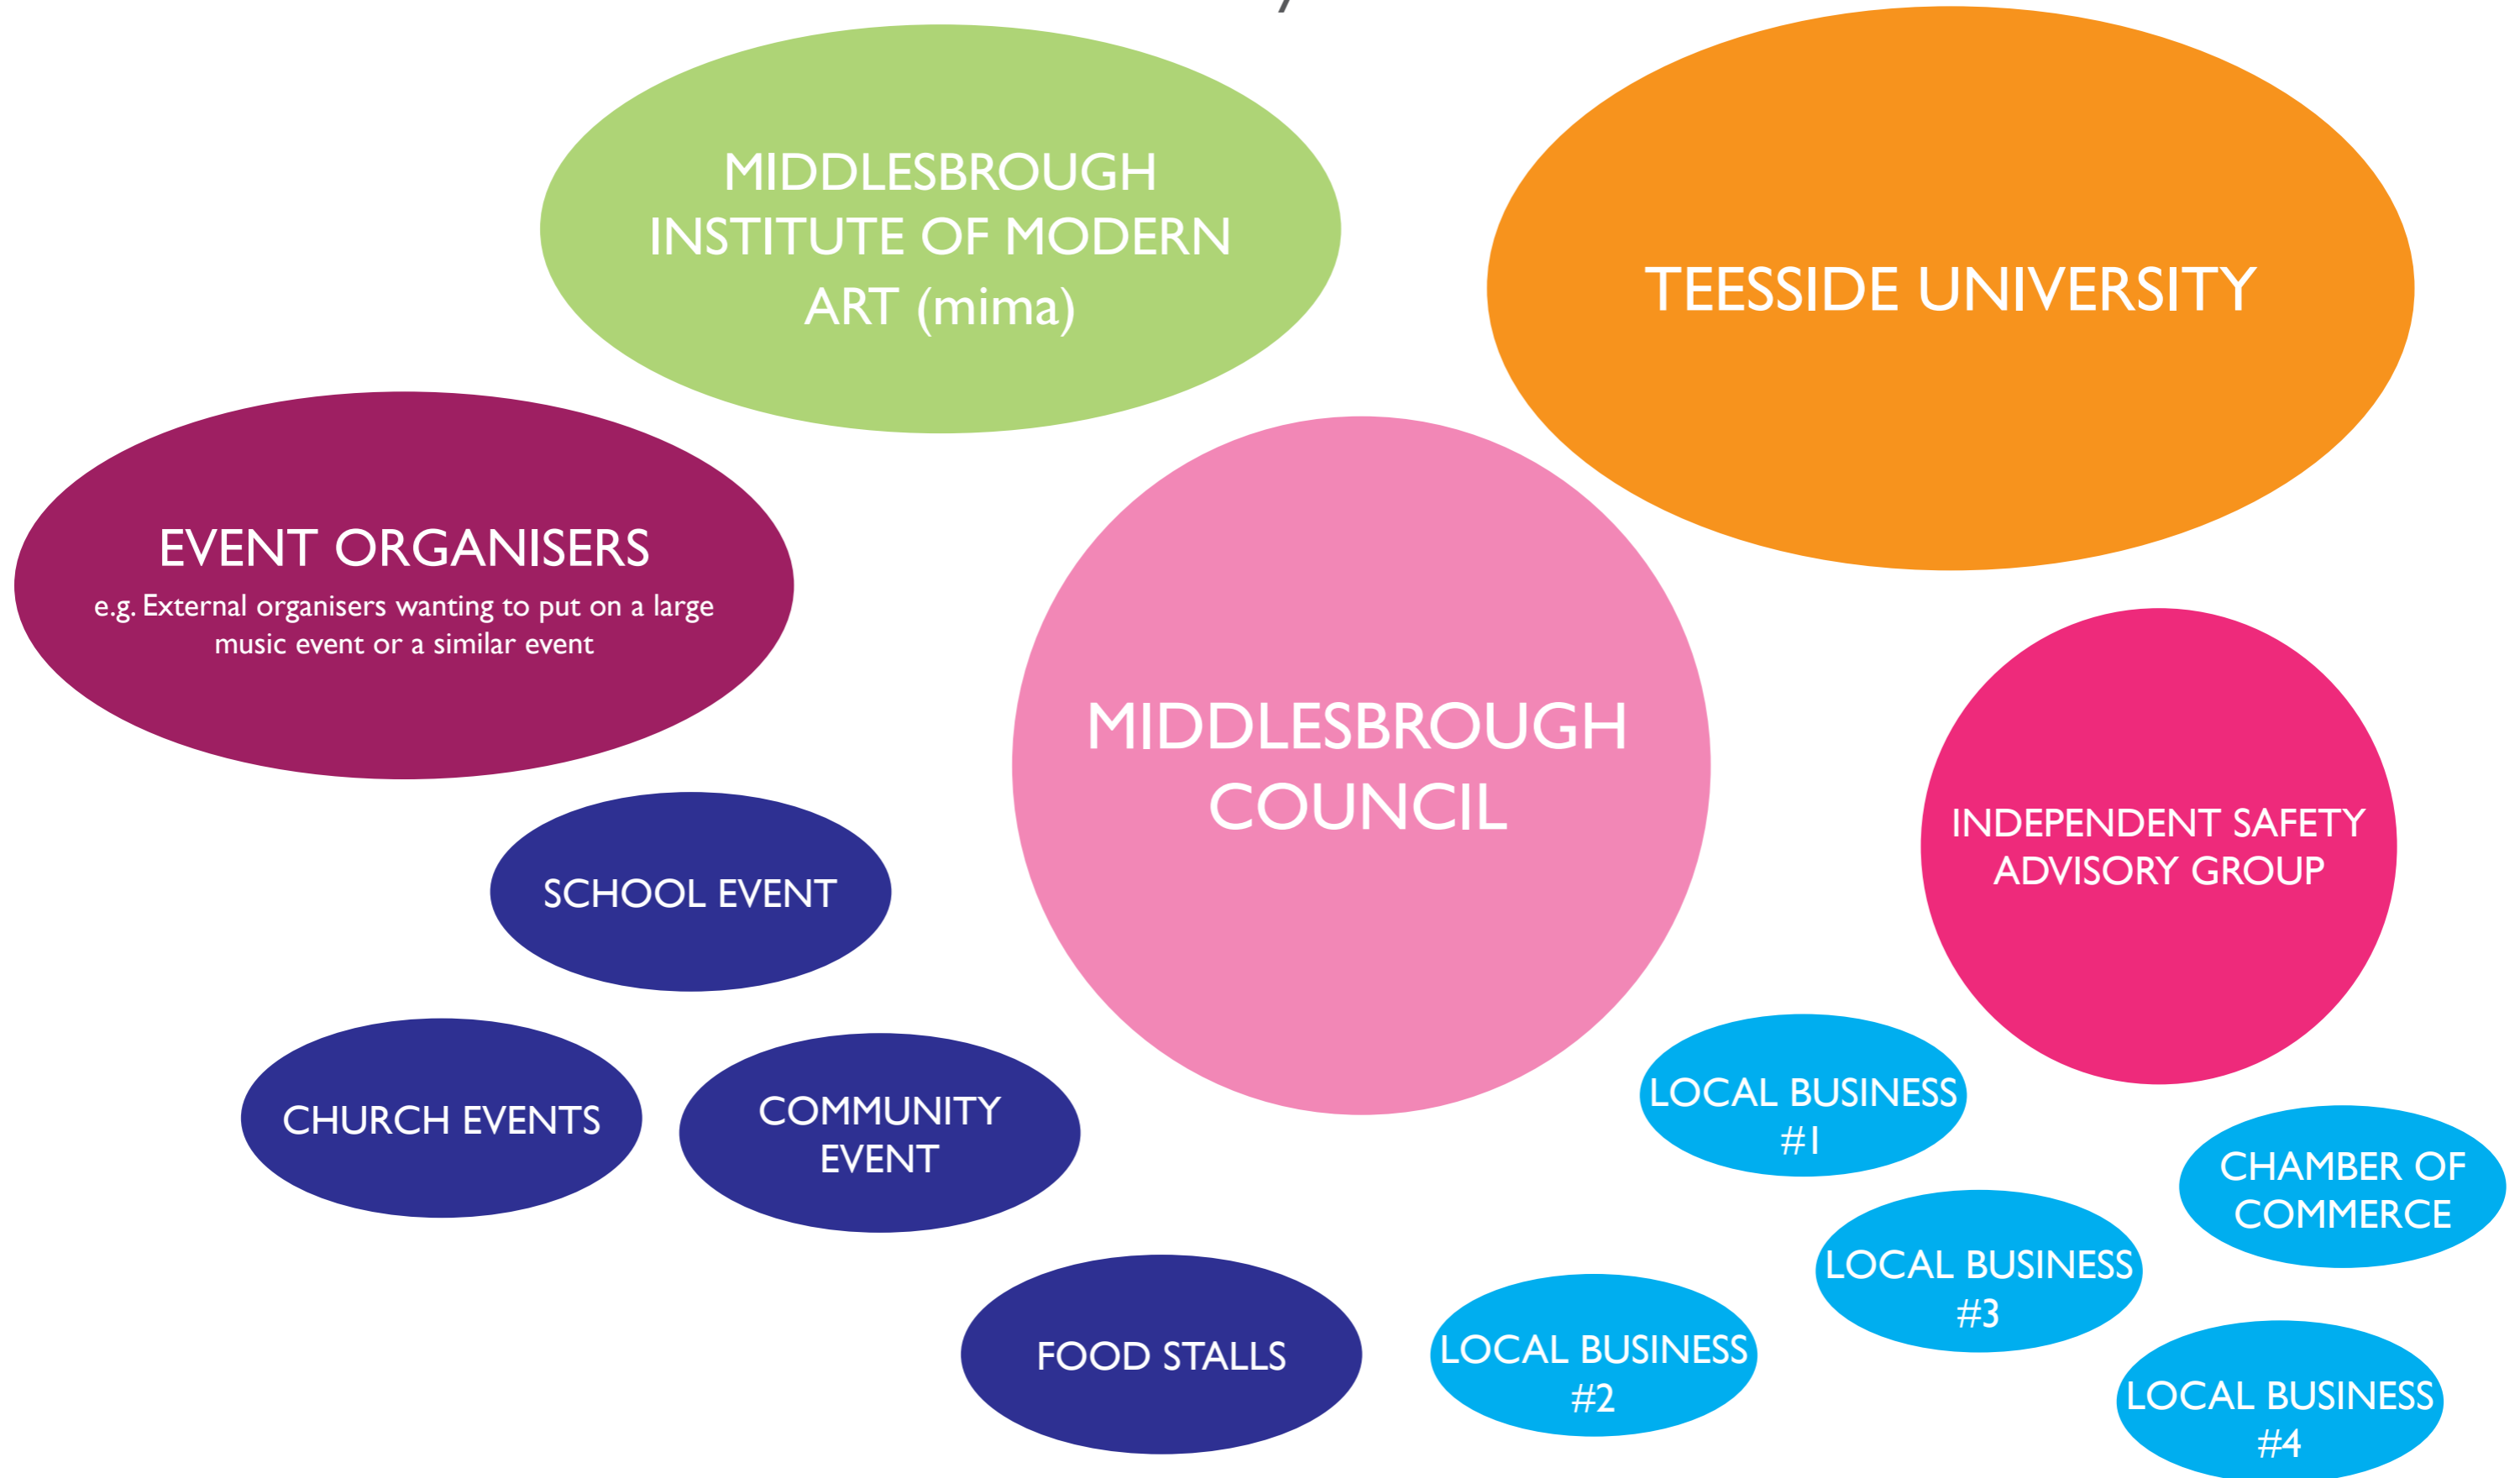 MIDDLESBROUGH
INSTITUTE OF MODERN
ART (mima)
TEESSIDE UNIVERSITY
EVENT ORGANISERS
e.g. External organisers wanting to put on a large
music event or a similar event
MIDDLESBROUGH
COUNCIL
INDEPENDENT SAFETY
ADVISORY GROUP
SCHOOL EVENT
CHURCH EVENTS
COMMUNITY
EVENT
LOCAL BUSINESS
#1
CHAMBER OF
COMMERCE
LOCAL BUSINESS
#3
FOOD STALLS
LOCAL BUSINESS
#2
LOCAL BUSINESS
#4